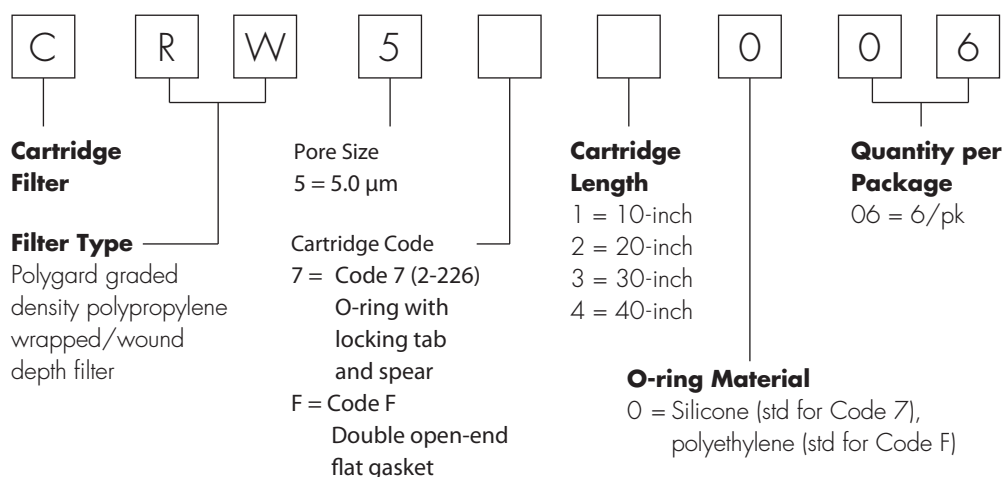 C R W 5 0 0 6
Cartridge
Filter
Filter Type
Polygard graded
density polypropylene
wrapped/wound
depth filter
Pore Size
5 = 5.0 µm
Cartridge Code
7 = Code 7 (2-226)
O-ring with
locking tab
and spear
F = Code F
Double open-end
flat gasket
Cartridge
Length
1 = 10-inch
2 = 20-inch
3 = 30-inch
4 = 40-inch
O-ring Material
0 = Silicone (std for Code 7),
polyethylene (std for Code F)
Quantity per
Package
06 = 6/pk